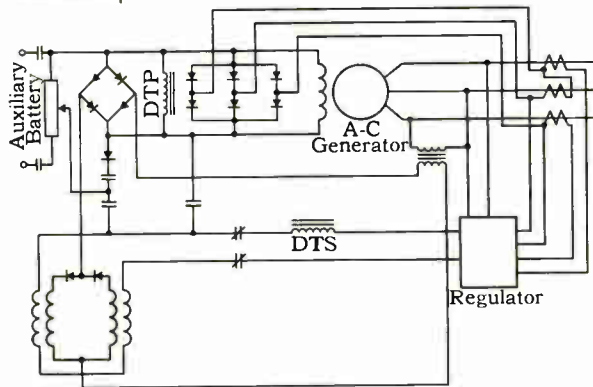 Auxiliary
Battery
DTP
A-C
Generator
DTS
Regulator